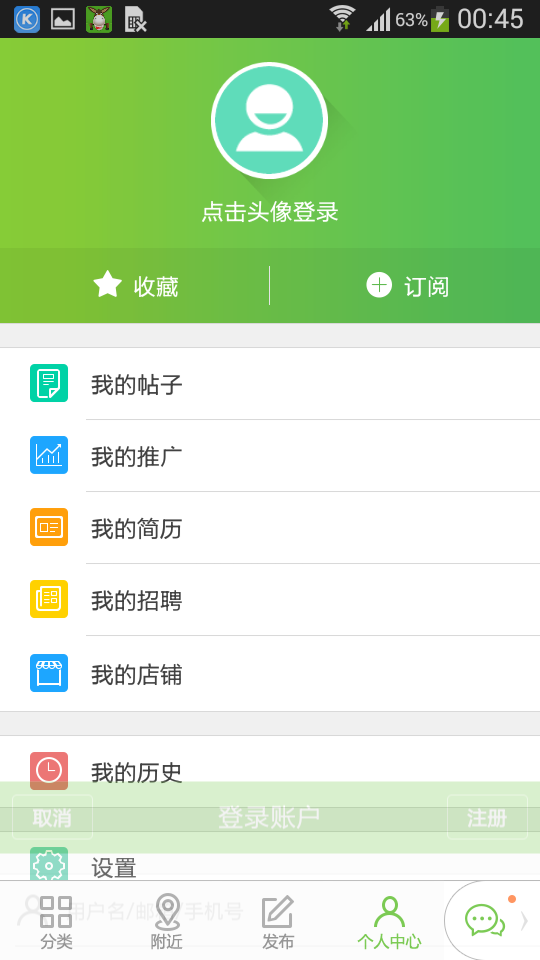 63% 00:45
点击头像登录
收藏 订阅
我的帖子
我的推广
我的简历
我的招聘
我的店铺
我的历史
取消 登录账户 注册
设置
用户名/邮箱/手机号
分类 附近 发布 个人中心